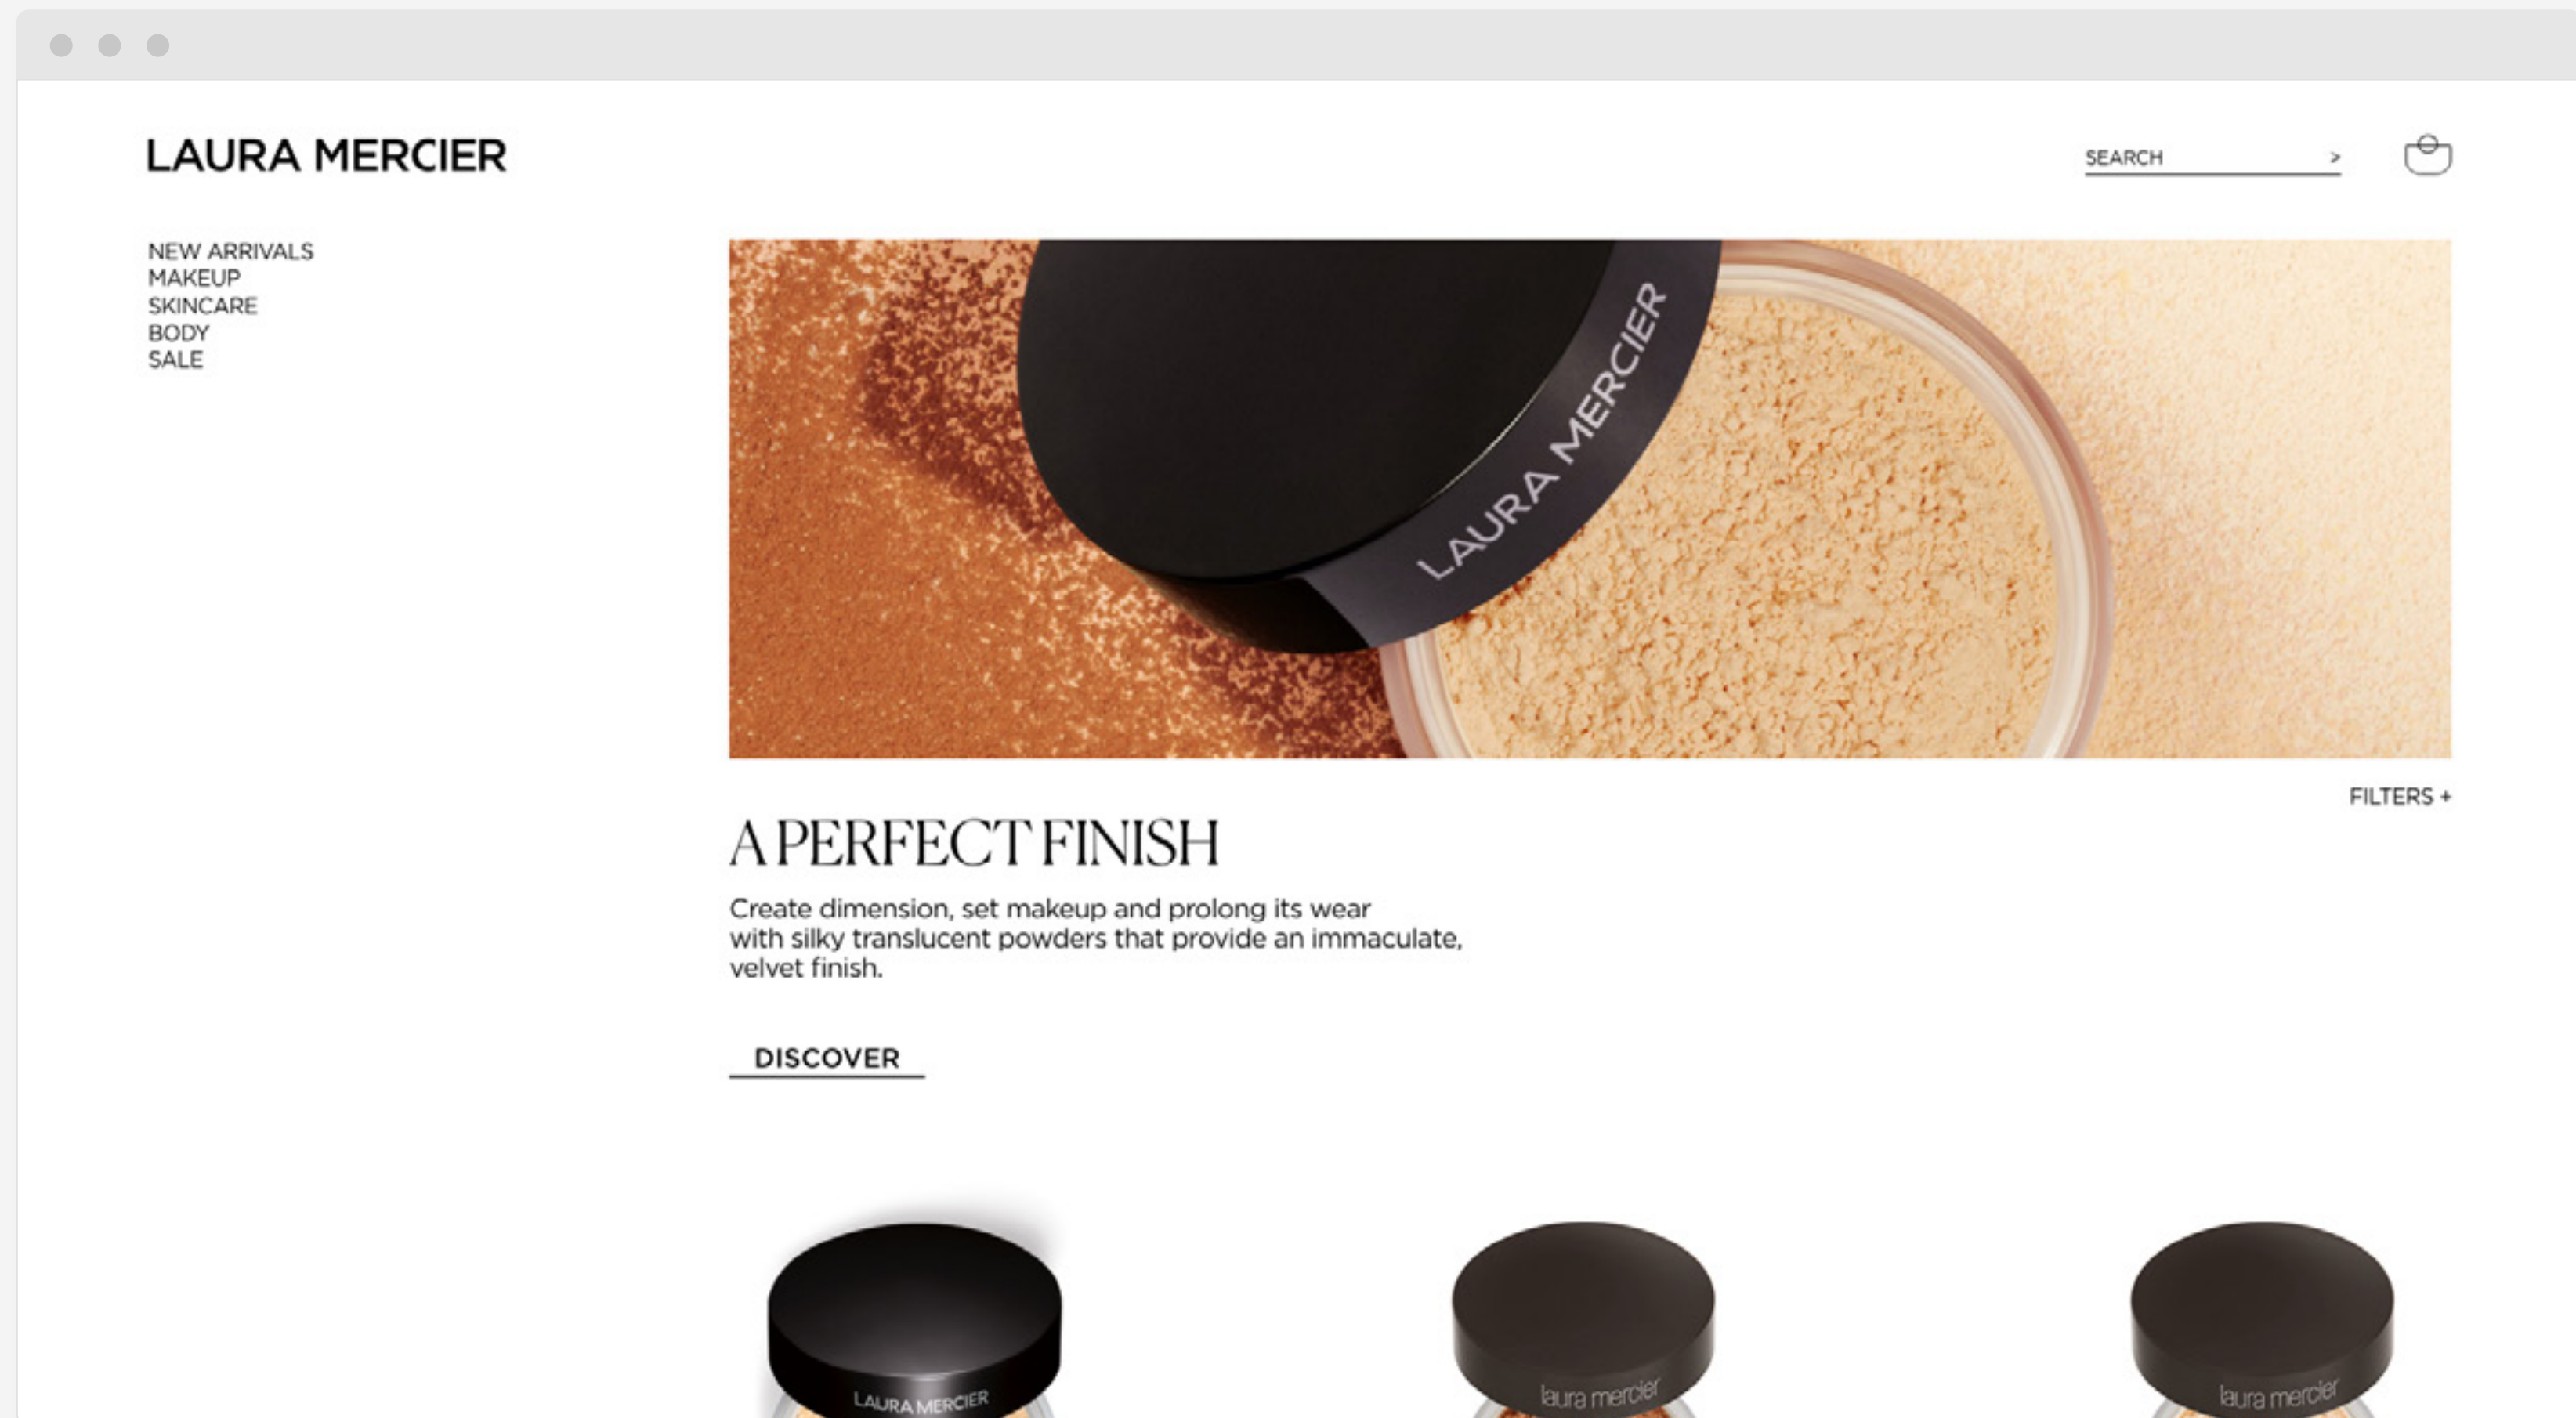 LAURA MERCIER
SEARCH >
NEW ARRIVALS
MAKEUP
SKINCARE
BODY
SALE
LAURA MERCIER
FILTERS +
A PERFECT FINISH
Create dimension, set makeup and prolong its wear
with silky translucent powders that provide an immaculate,
velvet finish.
DISCOVER
LAURA MERCIER
laura mercier
laura mercier